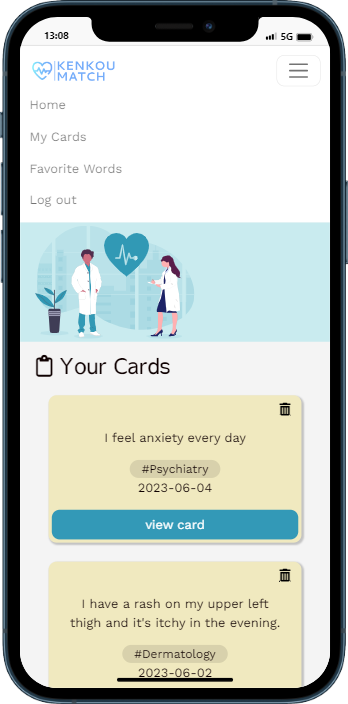 13:08
5G
KENKOU
MATCH
Home
My Cards
Favorite Words
Log out
Your Cards
I feel anxiety every day
#Psychiatry
2023-06-04
view card
I have a rash on my upper left
thigh and it's itchy in the evening.
#Dermatology
2023-06-02